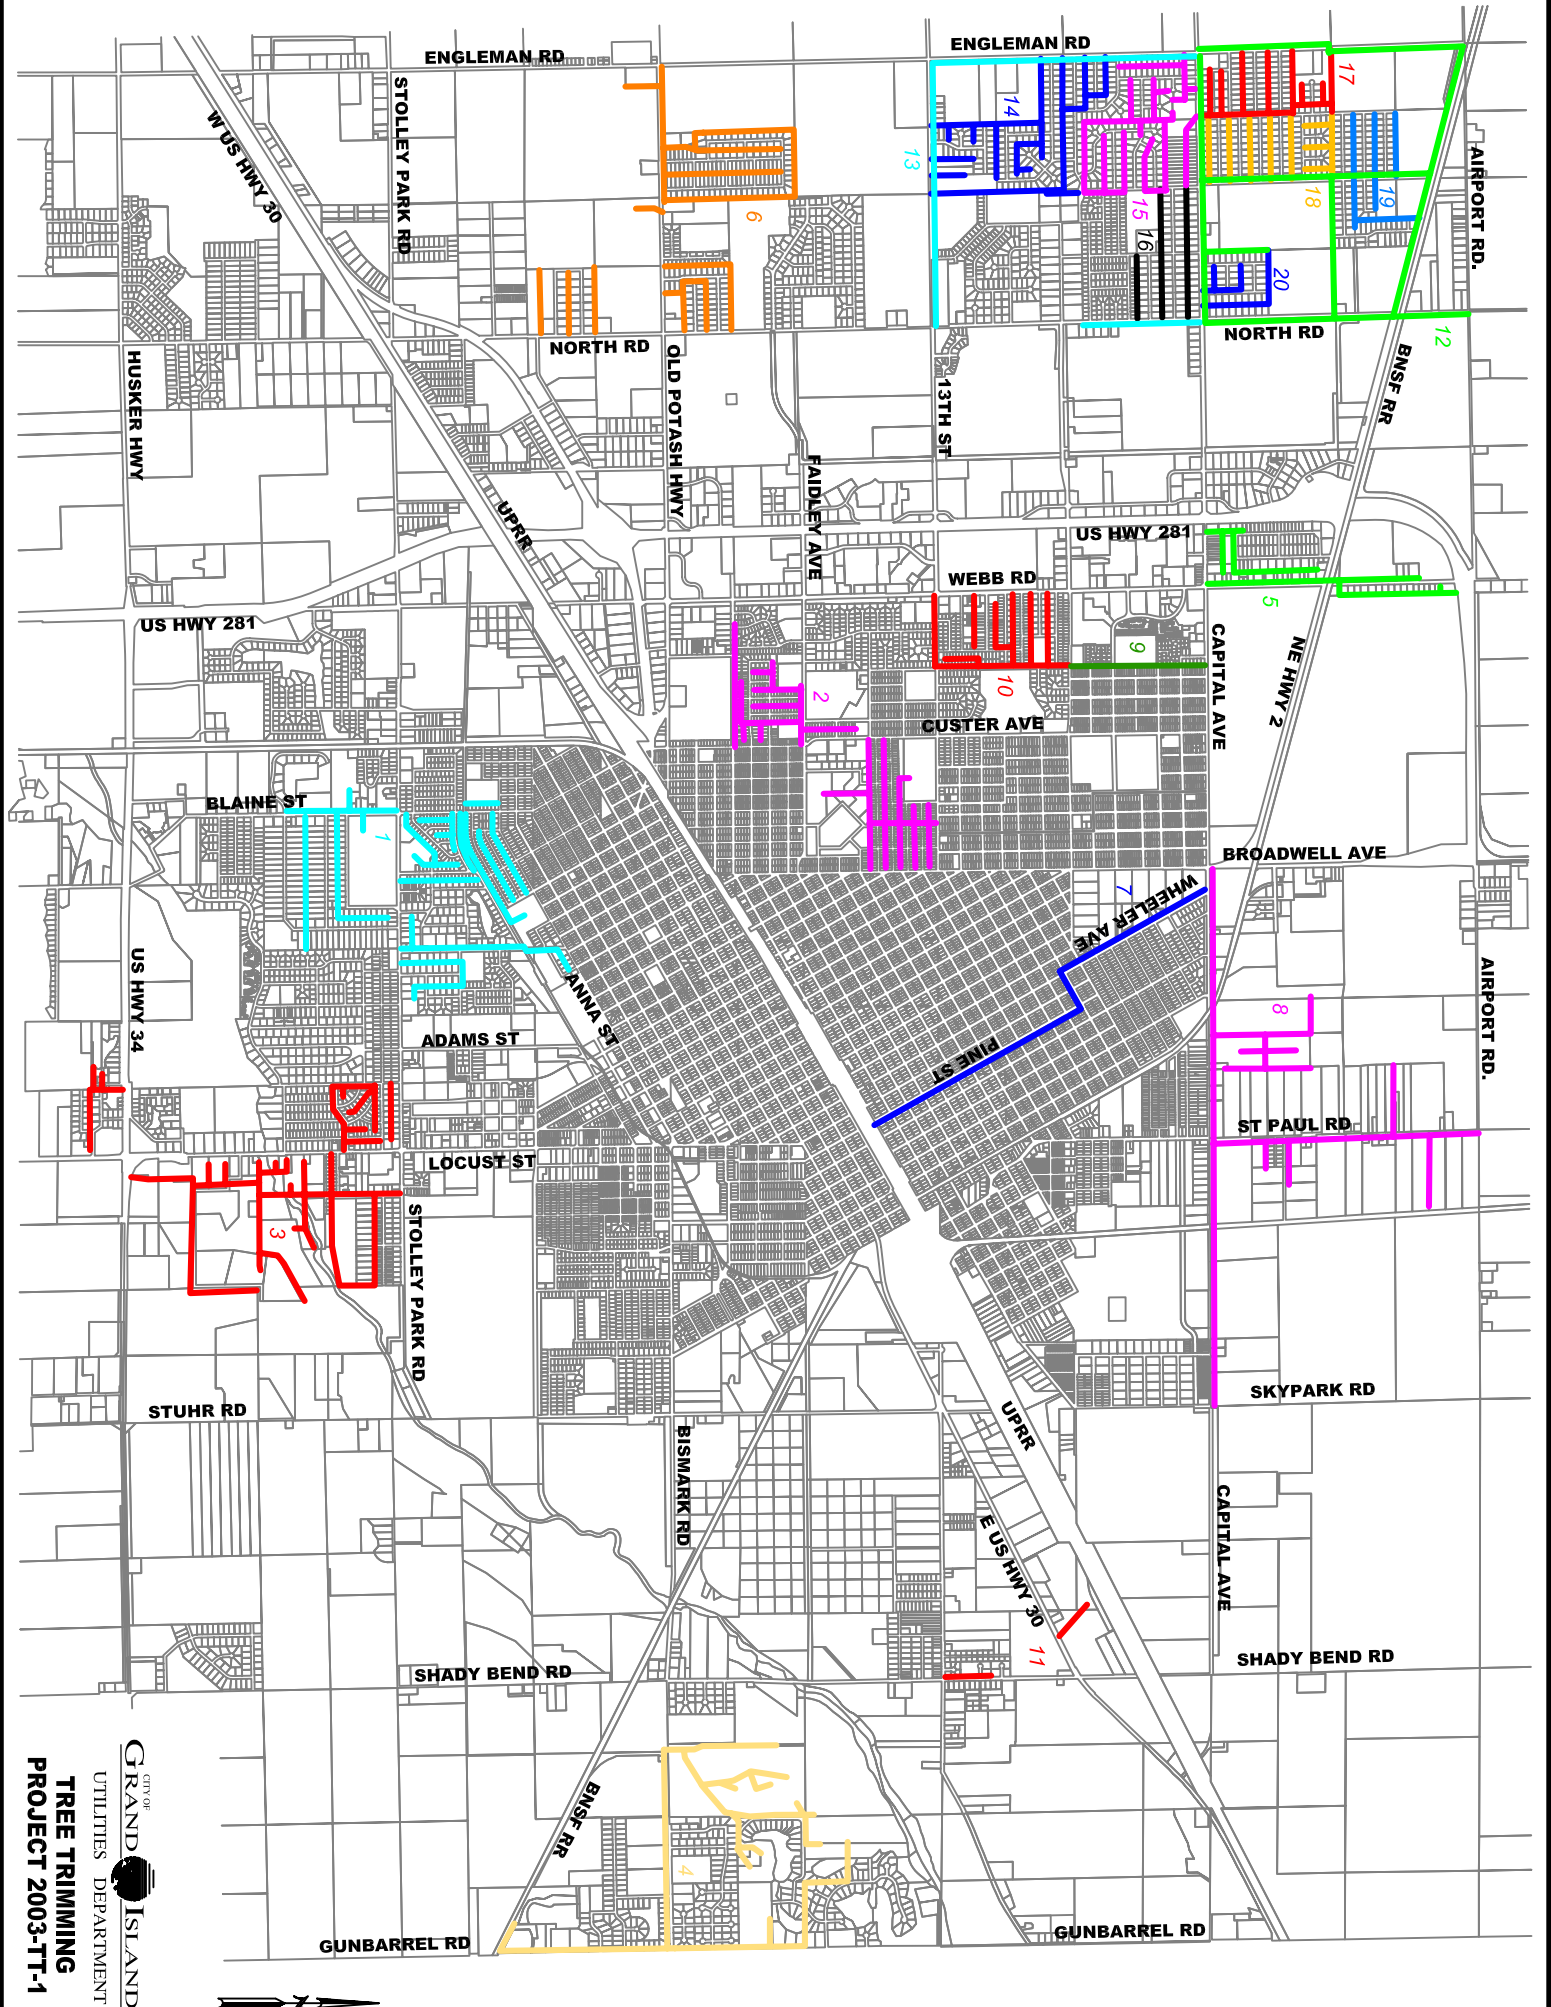 ENGLEMAN RD
ENGLEMAN RD
17
STOLLEY PARK RD
W US HWY 30
14
13
AIRPORT RD.
6
15
16
18
19
20
NORTH RD
NORTH RD
12
HUSKER HWY
OLD POTASH HWY
13TH ST
BNSF RR
FAIDLEY AVE
UPRR
US HWY 281
WEBB RD
5
US HWY 281
CAPITAL AVE
NE HWY 2
9
10
2
CUSTER AVE
BLAINE ST
1
BROADWELL AVE
7
WHEELER AVE
US HWY 34
ANNA ST
AIRPORT RD.
8
ADAMS ST
PINE ST
ST PAUL RD
LOCUST ST
3
STOLLEY PARK RD
SKYPARK RD
STUHR RD
UPRR
BISMARK RD
CAPITAL AVE
E US HWY 30
11
SHADY BEND RD
SHADY BEND RD
BNSF RR
4
GUNBARREL RD
GUNBARREL RD
CITY OF
GRAND ISLAND
UTILITIES DEPARTMENT
TREE TRIMMING
PROJECT 2003-TT-1